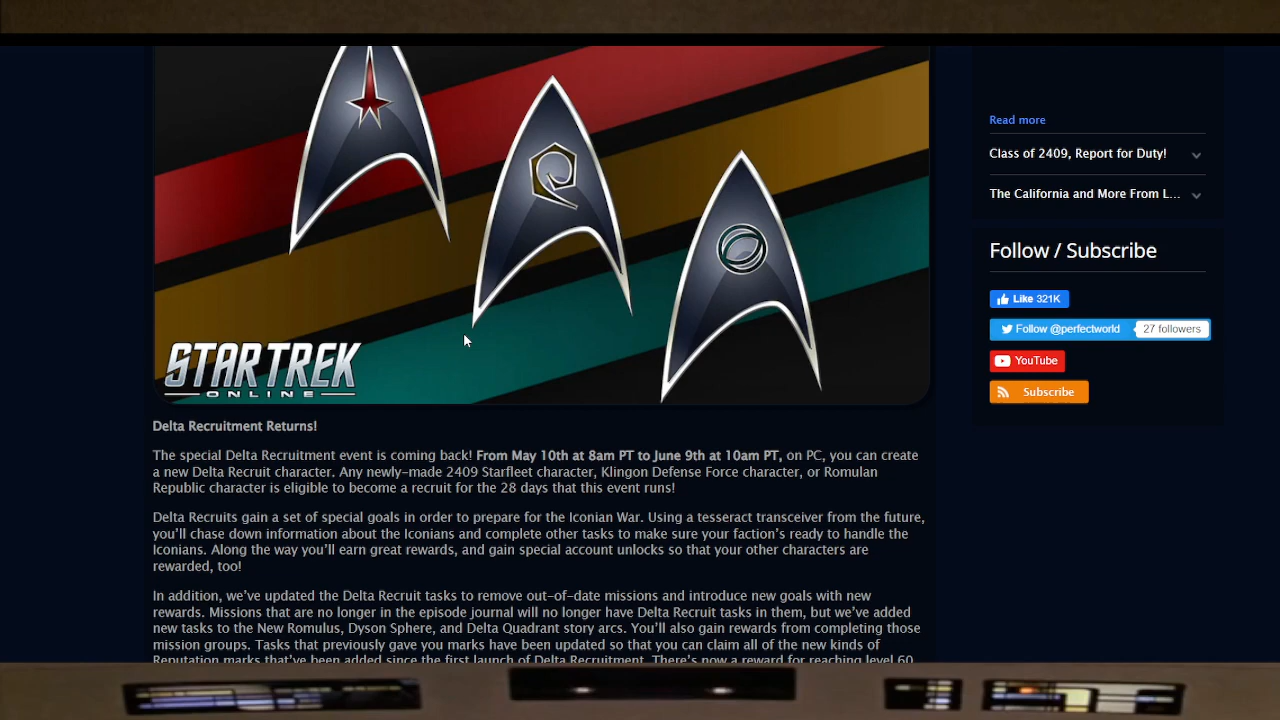 STAR TREK
ONLINE
Delta Recruitment Returns!
The special Delta Recruitment event is coming back! From May 10th at 8am PT to June 9th at 10am PT, on PC, you can create
a new Delta Recruit character. Any newly-made 2409 Starfleet character, Klingon Defense Force character, or Romulan
Republic character is eligible to become a recruit for the 28 days that this event runs!
Delta Recruits gain a set of special goals in order to prepare for the Iconian War. Using a tesseract transceiver from the future,
you'll chase down information about the Iconians and complete other tasks to make sure your faction's ready to handle the
Iconians. Along the way you'll earn great rewards, and gain special account unlocks so that your other characters are
rewarded, too!
In addition, we've updated the Delta Recruit tasks to remove out-of-date missions and introduce new goals with new
rewards. Missions that are no longer in the episode journal will no longer have Delta Recruit tasks in them, but we've added
new tasks to the New Romulus, Dyson Sphere, and Delta Quadrant story arcs. You'll also gain rewards from completing those
mission groups. Tasks that previously gave you marks have been updated so that you can claim all of the new kinds of
Reputation marks that've been added since the first launch of Delta Recruitment. There's now a reward for reaching level 60
Read more
Class of 2409, Report for Duty!
The California and More From L...
Follow / Subscribe
Like 321K
Follow @perfectworld
27 followers
YouTube
Subscribe